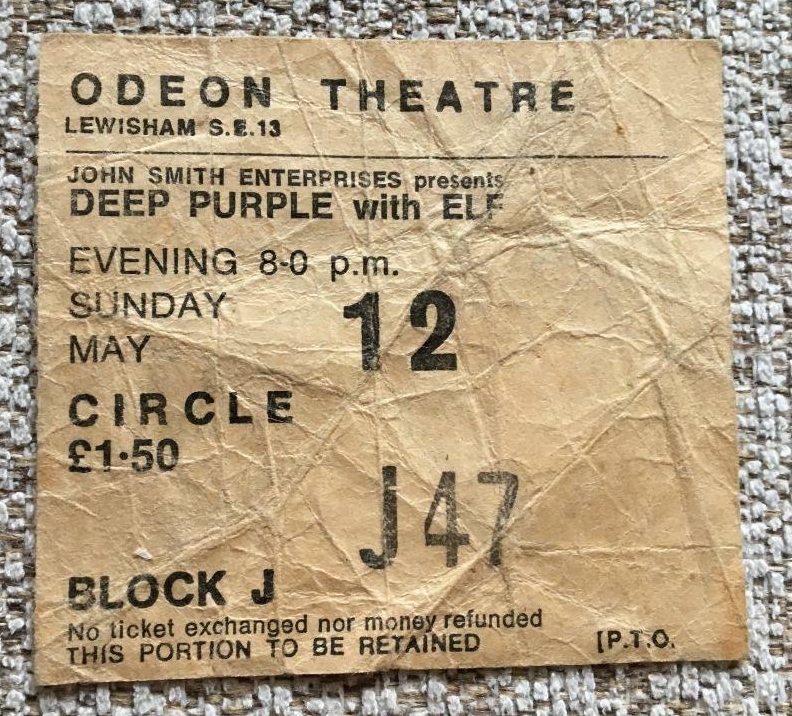 ODEON THEATRE
LEWISHAM S.E.13
JOHN SMITH ENTERPRISES presents
DEEP PURPLE with ELF
EVENING 8-0 p.m.
SUNDAY 12
MAY
CIRCLE
£1·50
J47
BLOCK J
No ticket exchanged nor money refunded
THIS PORTION TO BE RETAINED [P.T.O.